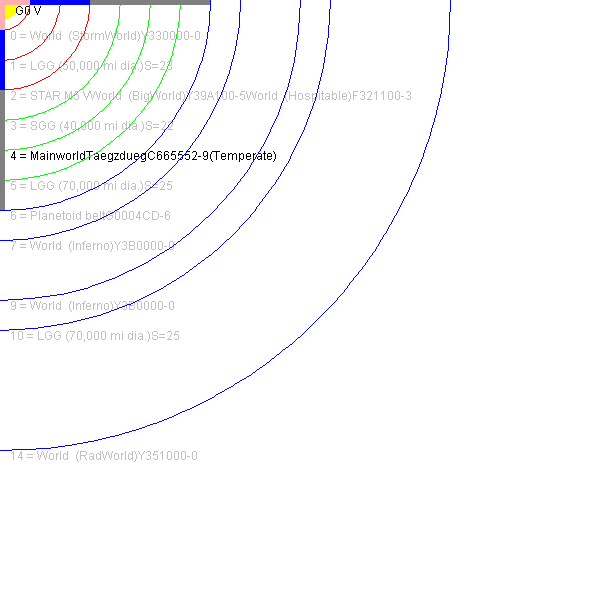 G0 V
0 = World  (StormWorld)Y330000-0
1 = LGG (50,000 mi dia.)S=23
2 = STAR M5 VWorld  (BigWorld)Y39A100-5World  (Hospitable)F321100-3
3 = SGG (40,000 mi dia.)S=22
4 = MainworldTaegzduegC665552-9(Temperate)
5 = LGG (70,000 mi dia.)S=25
6 = Planetoid belt50004CD-6
7 = World  (Inferno)Y3B0000-0
9 = World  (Inferno)Y3B0000-0
10 = LGG (70,000 mi dia.)S=25
14 = World  (RadWorld)Y351000-0